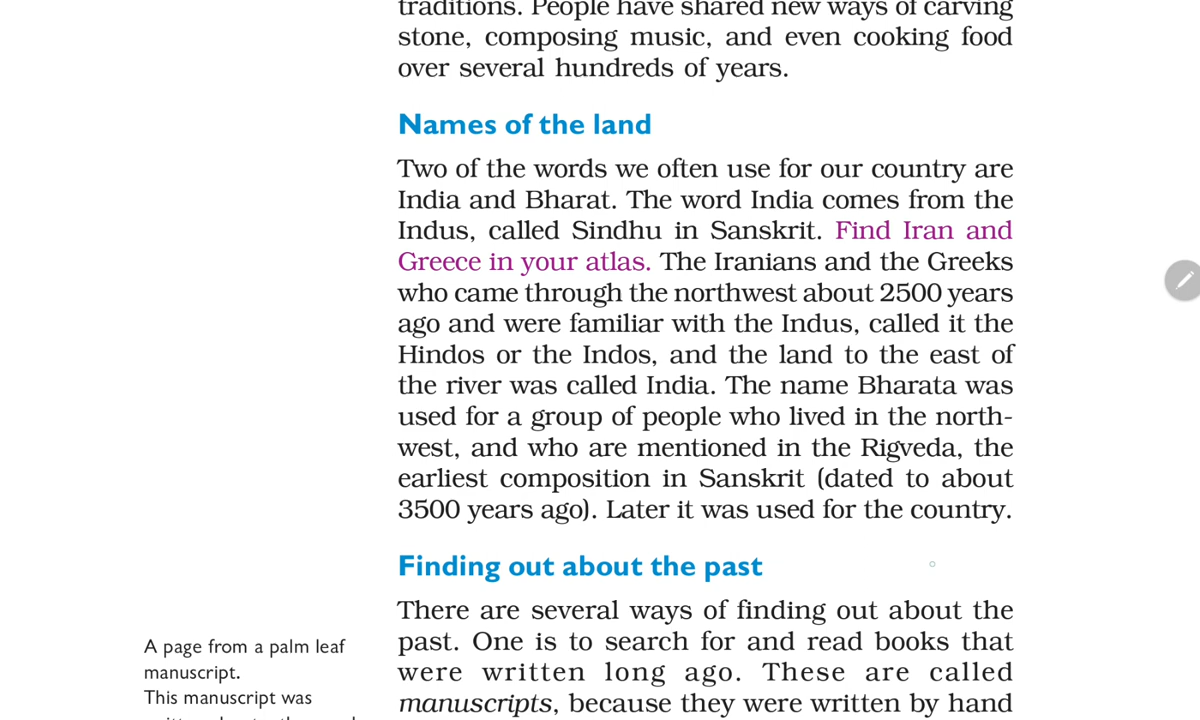 traditions. People have shared new ways of carving
stone, composing music, and even cooking food
over several hundreds of years.
Names of the land
Two of the words we often use for our country are
India and Bharat. The word India comes from the
Indus, called Sindhu in Sanskrit. Find Iran and
Greece in your atlas. The Iranians and the Greeks
who came through the northwest about 2500 years
ago and were familiar with the Indus, called it the
Hindos or the Indos, and the land to the east of
the river was called India. The name Bharata was
used for a group of people who lived in the north-
west, and who are mentioned in the Rigveda, the
earliest composition in Sanskrit (dated to about
3500 years ago). Later it was used for the country.
Finding out about the past
There are several ways of finding out about the
past. One is to search for and read books that
were written long ago. These are called
manuscripts, because they were written by hand
A page from a palm leaf
manuscript.
This manuscript was